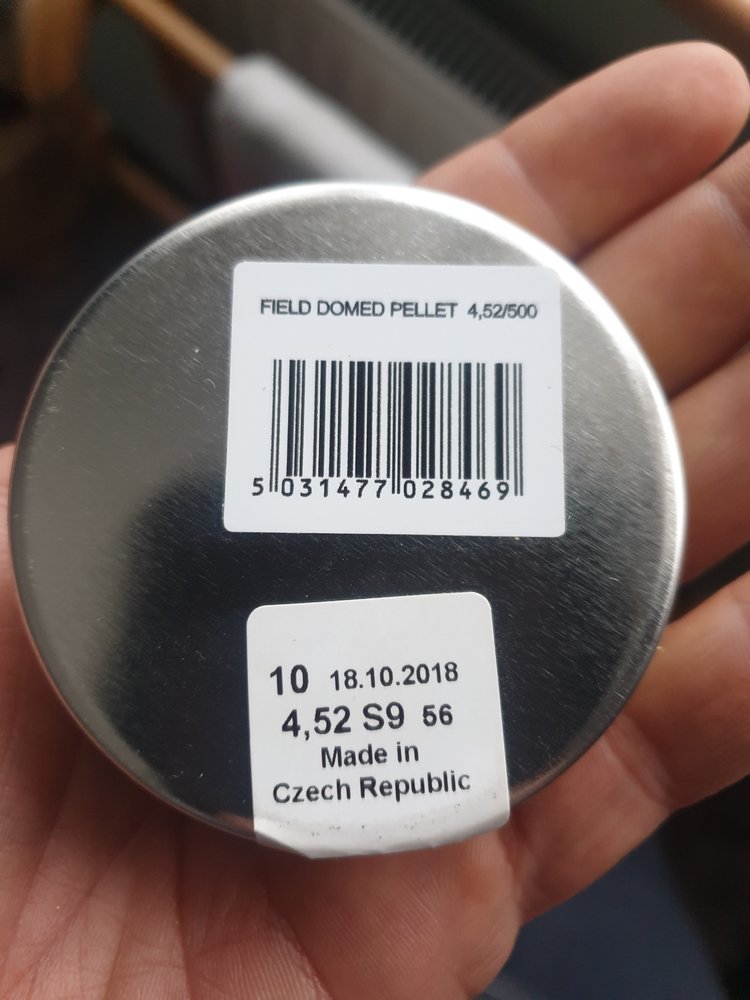 FIELD DOMED PELLET 4,52/500
5 031477 028469
10 18.10.2018
4,52 S9 56
Made in
Czech Republic